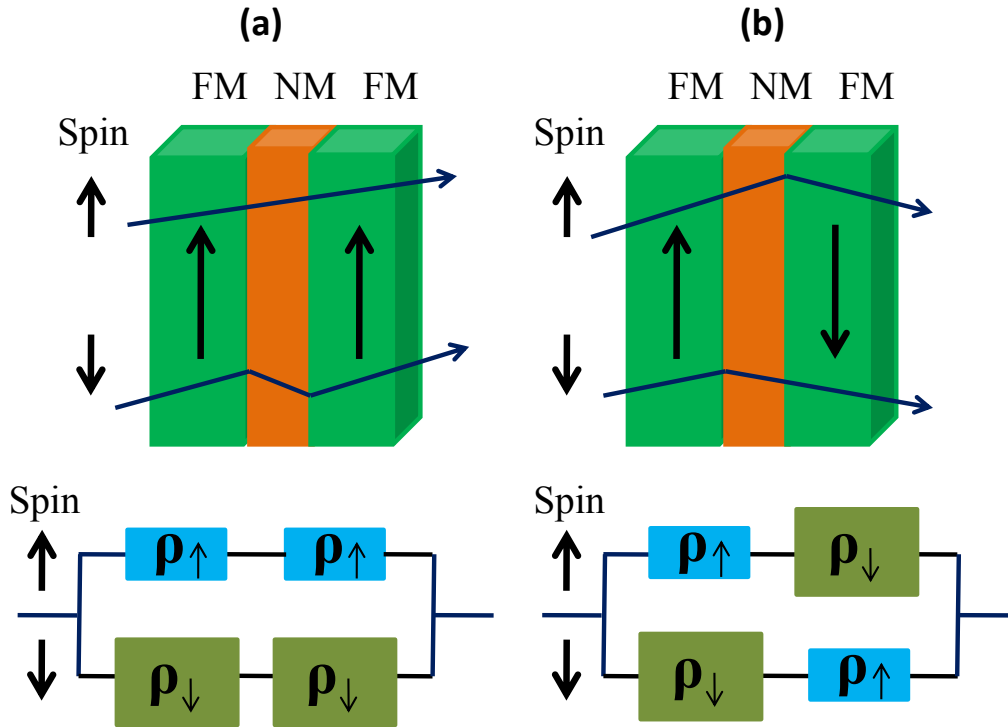 (a) (b)
FM NM FM FM NM FM
Spin Spin
Spin Spin
ρ↑ ρ↑ ρ↑ ρ↓
ρ↓ ρ↓ ρ↓ ρ↑